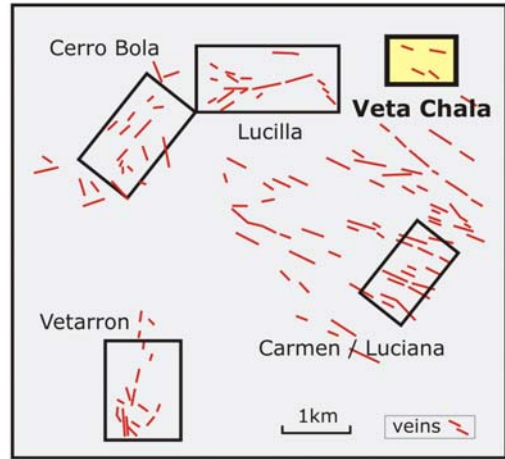 Cerro Bola
Veta Chala
Lucilla
Vetarron
Carmen / Luciana
1km
veins